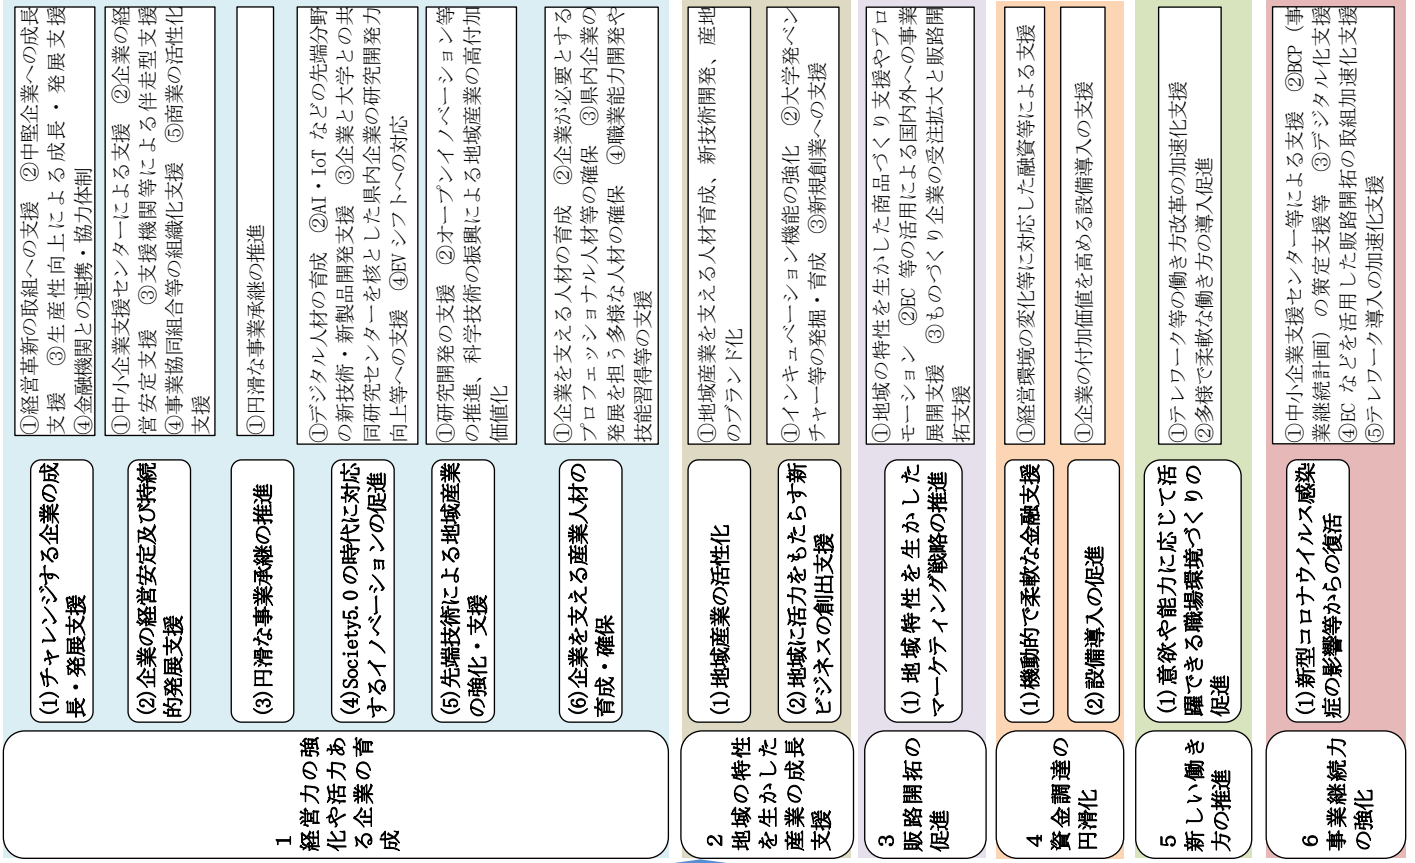 1
経営力の強
化や活力あ
る企業の育
成
(1)チャレンジする企業の成
長・発展支援
①経営革新の取組への支援　②中堅企業への成長
支援　③生産性向上による成長・発展支援
④金融機関との連携・協力体制
(2)企業の経営安定及び持続
的発展支援
①中小企業支援センターによる支援　②企業の経
営安定支援　③支援機関等による伴走型支援
④事業協同組合等の組織化支援　⑤商業の活性化
支援
(3)円滑な事業承継の推進
①円滑な事業承継の推進
(4)Society5.0の時代に対応
するイノベーションの促進
①デジタル人材の育成　②AI・IoTなどの先端分野
の新技術・新製品開発支援　③企業と大学との共
同研究センターを核とした県内企業の研究開発力
向上等への支援　④EVシフトへの対応
(5)先端技術による地域産業
の強化・支援
①研究開発の支援　②オープンイノベーション等
の推進、科学技術の振興による地域産業の高付加
価値化
(6)企業を支える産業人材の
育成・確保
①企業を支える人材の育成　②企業が必要とする
プロフェッショナル人材等の確保　③県内企業の
発展を担う多様な人材の確保　④職業能力開発や
技能習得等の支援
2
地域の特性
を生かした
産業の成長
支援
(1)地域産業の活性化
①地域産業を支える人材育成、新技術開発、産地
のブランド化
(2)地域に活力をもたらす新
ビジネスの創出支援
①インキュベーション機能の強化　②大学発ベン
チャー等の発掘・育成　③新規創業への支援
3
販路開拓の
促進
(1)地域特性を生かした
マーケティング戦略の推進
①地域の特性を生かした商品づくり支援やプロ
モーション　②EC等の活用による国内外への事業
展開支援　③ものづくり企業の受注拡大と販路開
拓支援
4
資金調達の
円滑化
(1)機動的で柔軟な金融支援
①経営環境の変化等に対応した融資等による支援
(2)設備導入の促進
①企業の付加価値を高める設備導入の支援
5
新しい働き
方の推進
(1)意欲や能力に応じて活
躍できる職場環境づくりの
促進
①テレワーク等の働き方改革の加速化支援
②多様で柔軟な働き方の導入促進
6
事業継続力
の強化
(1)新型コロナウイルス感染
症の影響等からの復活
①中小企業支援センター等による支援　②BCP（事
業継続計画）の策定支援等　③デジタル化支援
④ECなどを活用した販路開拓の取組加速化支援
⑤テレワーク導入の加速化支援